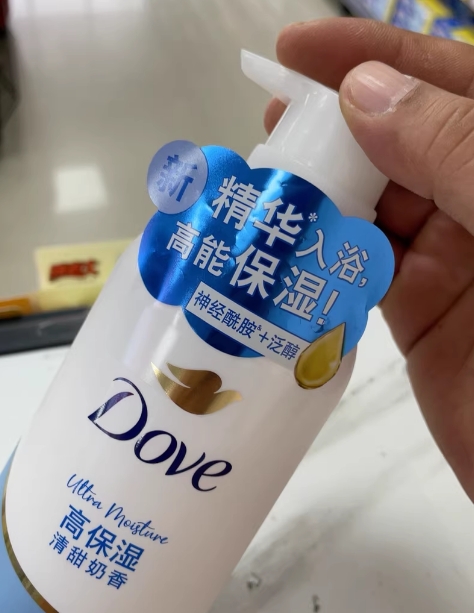 新
精华*入浴,
高能保湿!
神经酰胺&+泛醇
Dove
Ultra Moisture
高保湿
清甜奶香